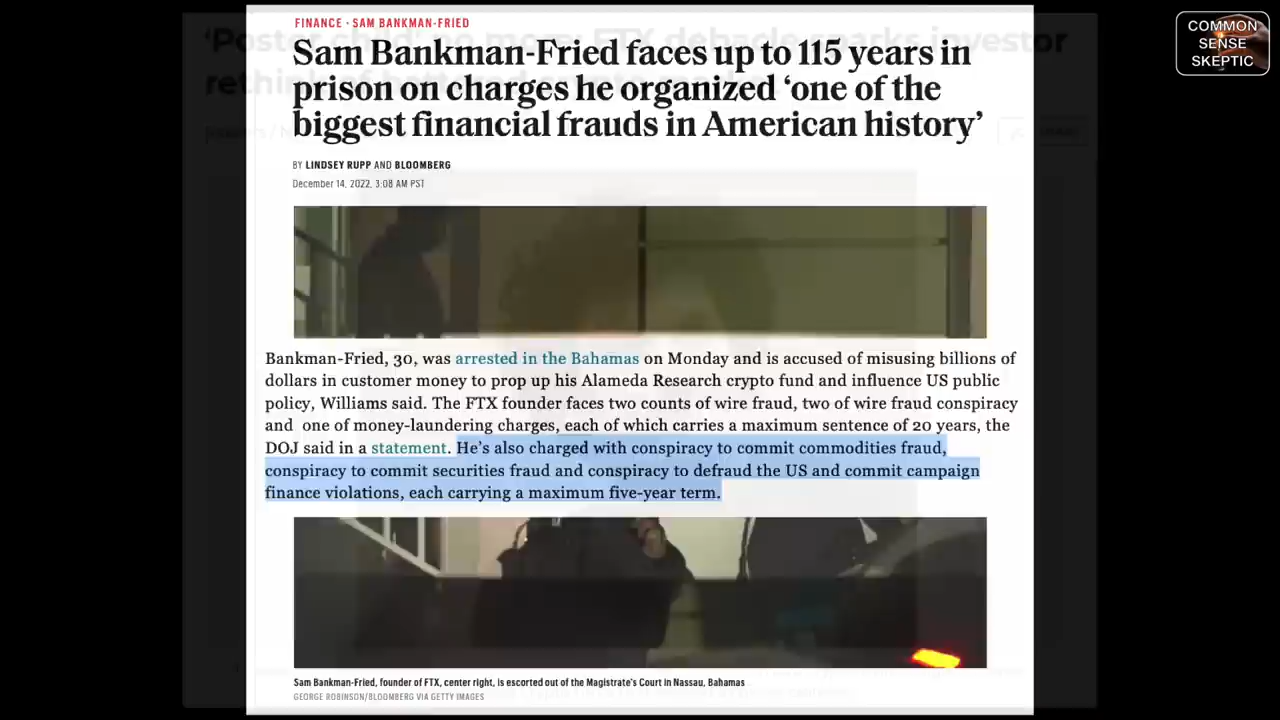 FINANCE · SAM BANKMAN-FRIED
Sam Bankman-Fried faces up to 115 years in
prison on charges he organized ‘one of the
biggest financial frauds in American history’
BY LINDSEY RUPP AND BLOOMBERG
December 14, 2022, 3:08 AM PST
COMMON
SENSE
SKEPTIC
Bankman-Fried, 30, was arrested in the Bahamas on Monday and is accused of misusing billions of
dollars in customer money to prop up his Alameda Research crypto fund and influence US public
policy, Williams said. The FTX founder faces two counts of wire fraud, two of wire fraud conspiracy
and one of money-laundering charges, each of which carries a maximum sentence of 20 years, the
DOJ said in a statement. He’s also charged with conspiracy to commit commodities fraud,
conspiracy to commit securities fraud and conspiracy to defraud the US and commit campaign
finance violations, each carrying a maximum five-year term.
Sam Bankman-Fried, founder of FTX, center right, is escorted out of the Magistrate's Court in Nassau, Bahamas
GEORGE ROBINSON/BLOOMBERG VIA GETTY IMAGES